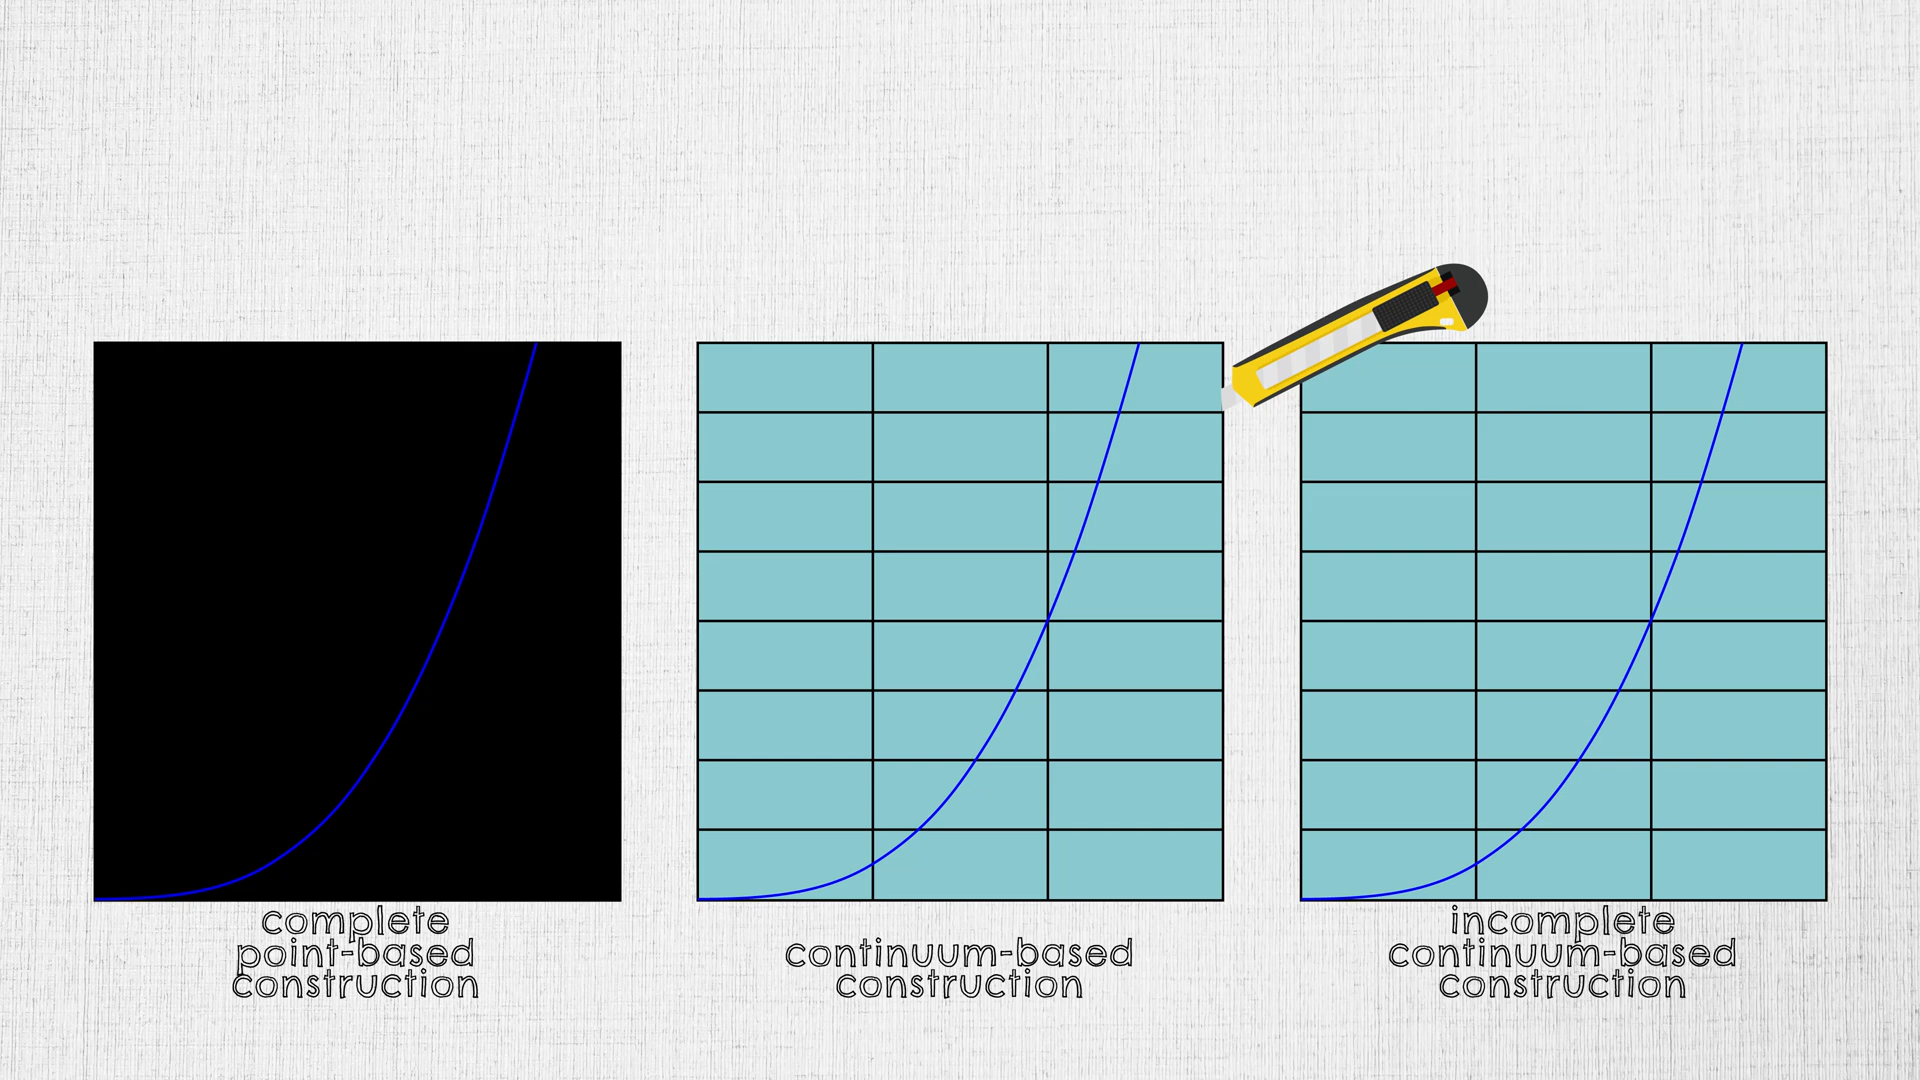 complete
point-based
construction
continuum-based
construction
incomplete
continuum-based
construction